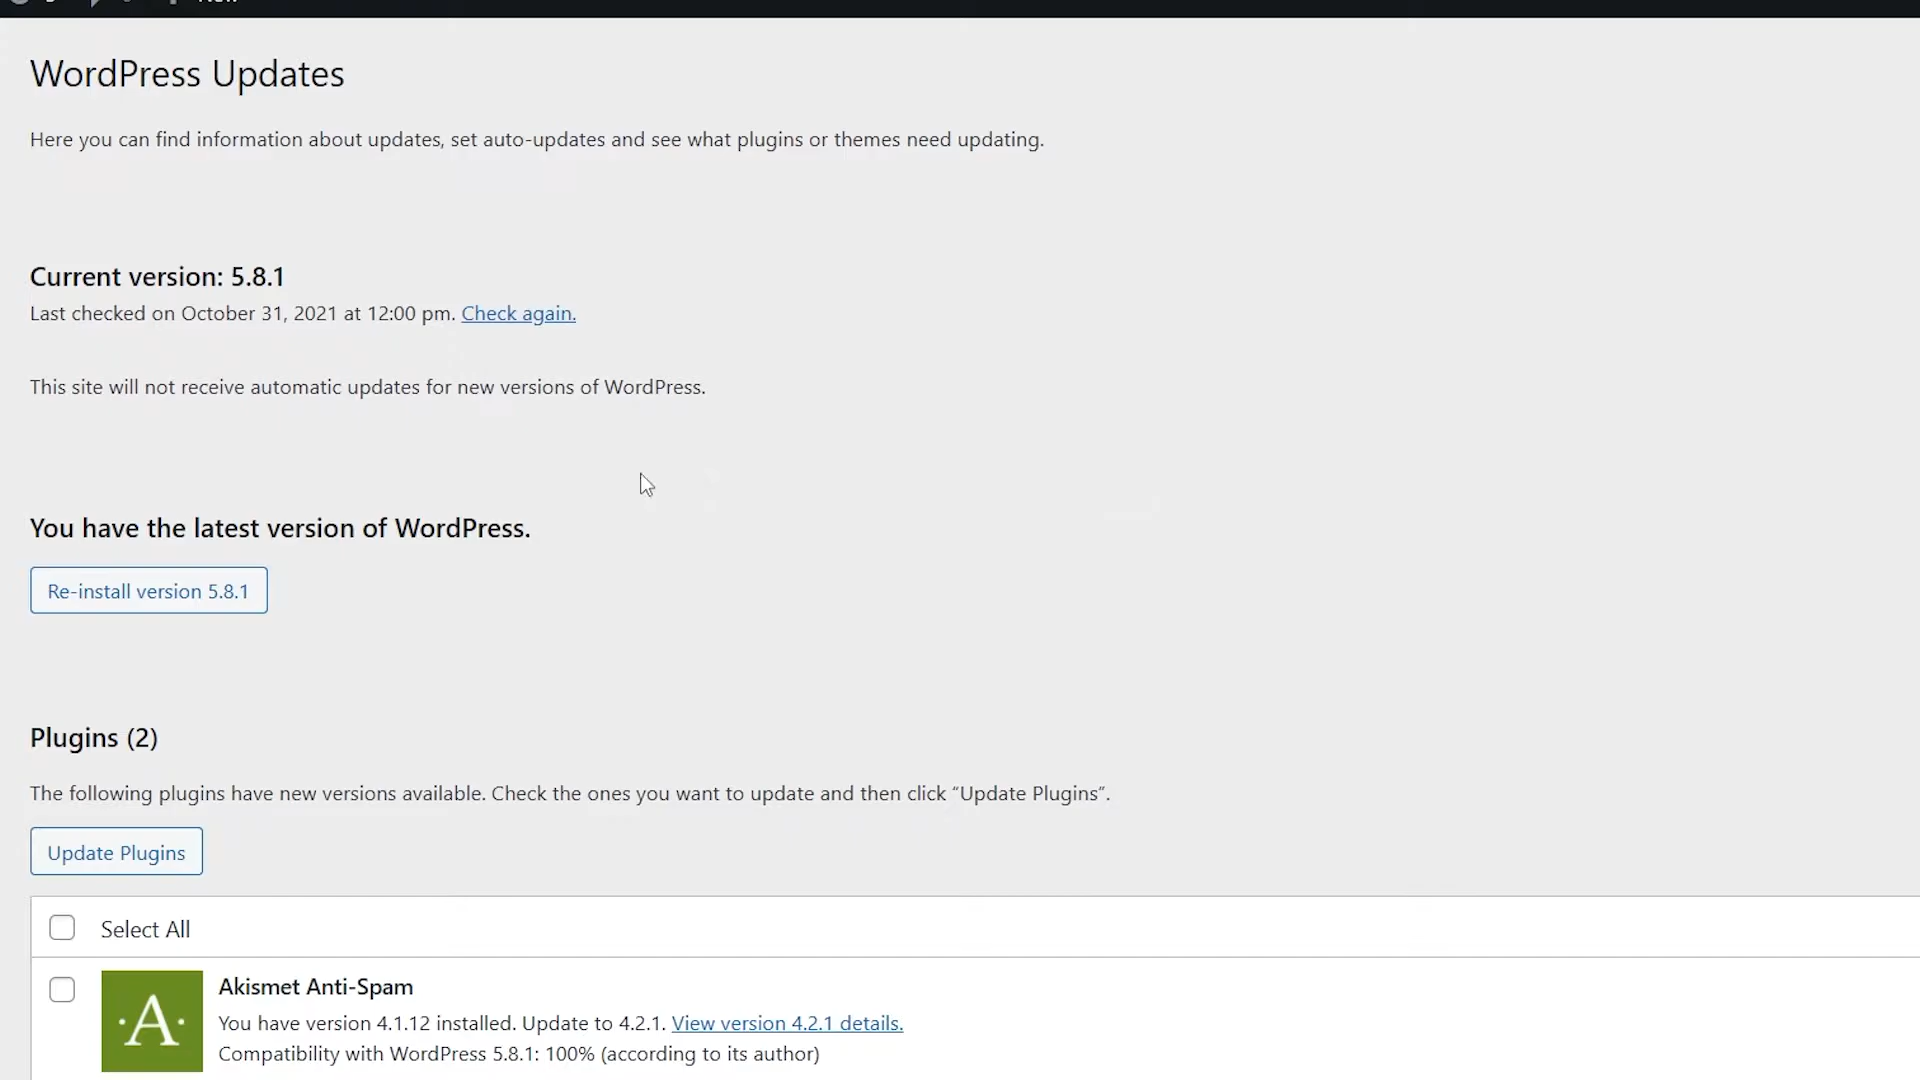 WordPress Updates
Here you can find information about updates, set auto-updates and see what plugins or themes need updating.
Current version: 5.8.1
Last checked on October 31, 2021 at 12:00 pm. Check again.
This site will not receive automatic updates for new versions of WordPress.
You have the latest version of WordPress.
Re-install version 5.8.1
Plugins (2)
The following plugins have new versions available. Check the ones you want to update and then click “Update Plugins”.
Update Plugins
Select All
Akismet Anti-Spam
·A·
You have version 4.1.12 installed. Update to 4.2.1. View version 4.2.1 details.
Compatibility with WordPress 5.8.1: 100% (according to its author)